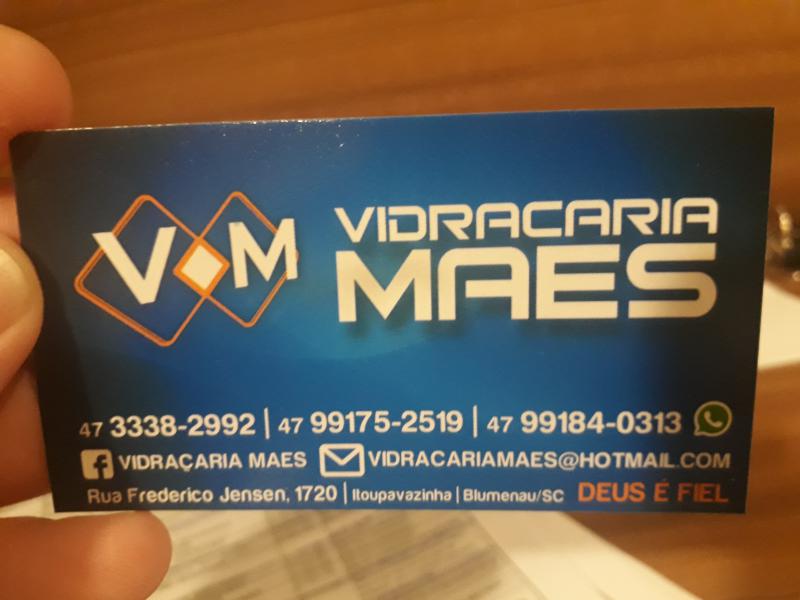 V M
VIDRACARIA
MAES
47 3338-2992 | 47 99175-2519 | 47 99184-0313
VIDRAÇARIA MAES VIDRACARIAMAES@HOTMAIL.COM
Rua Frederico Jensen, 1720 | Itoupavazinha | Blumenau/SC DEUS É FIEL